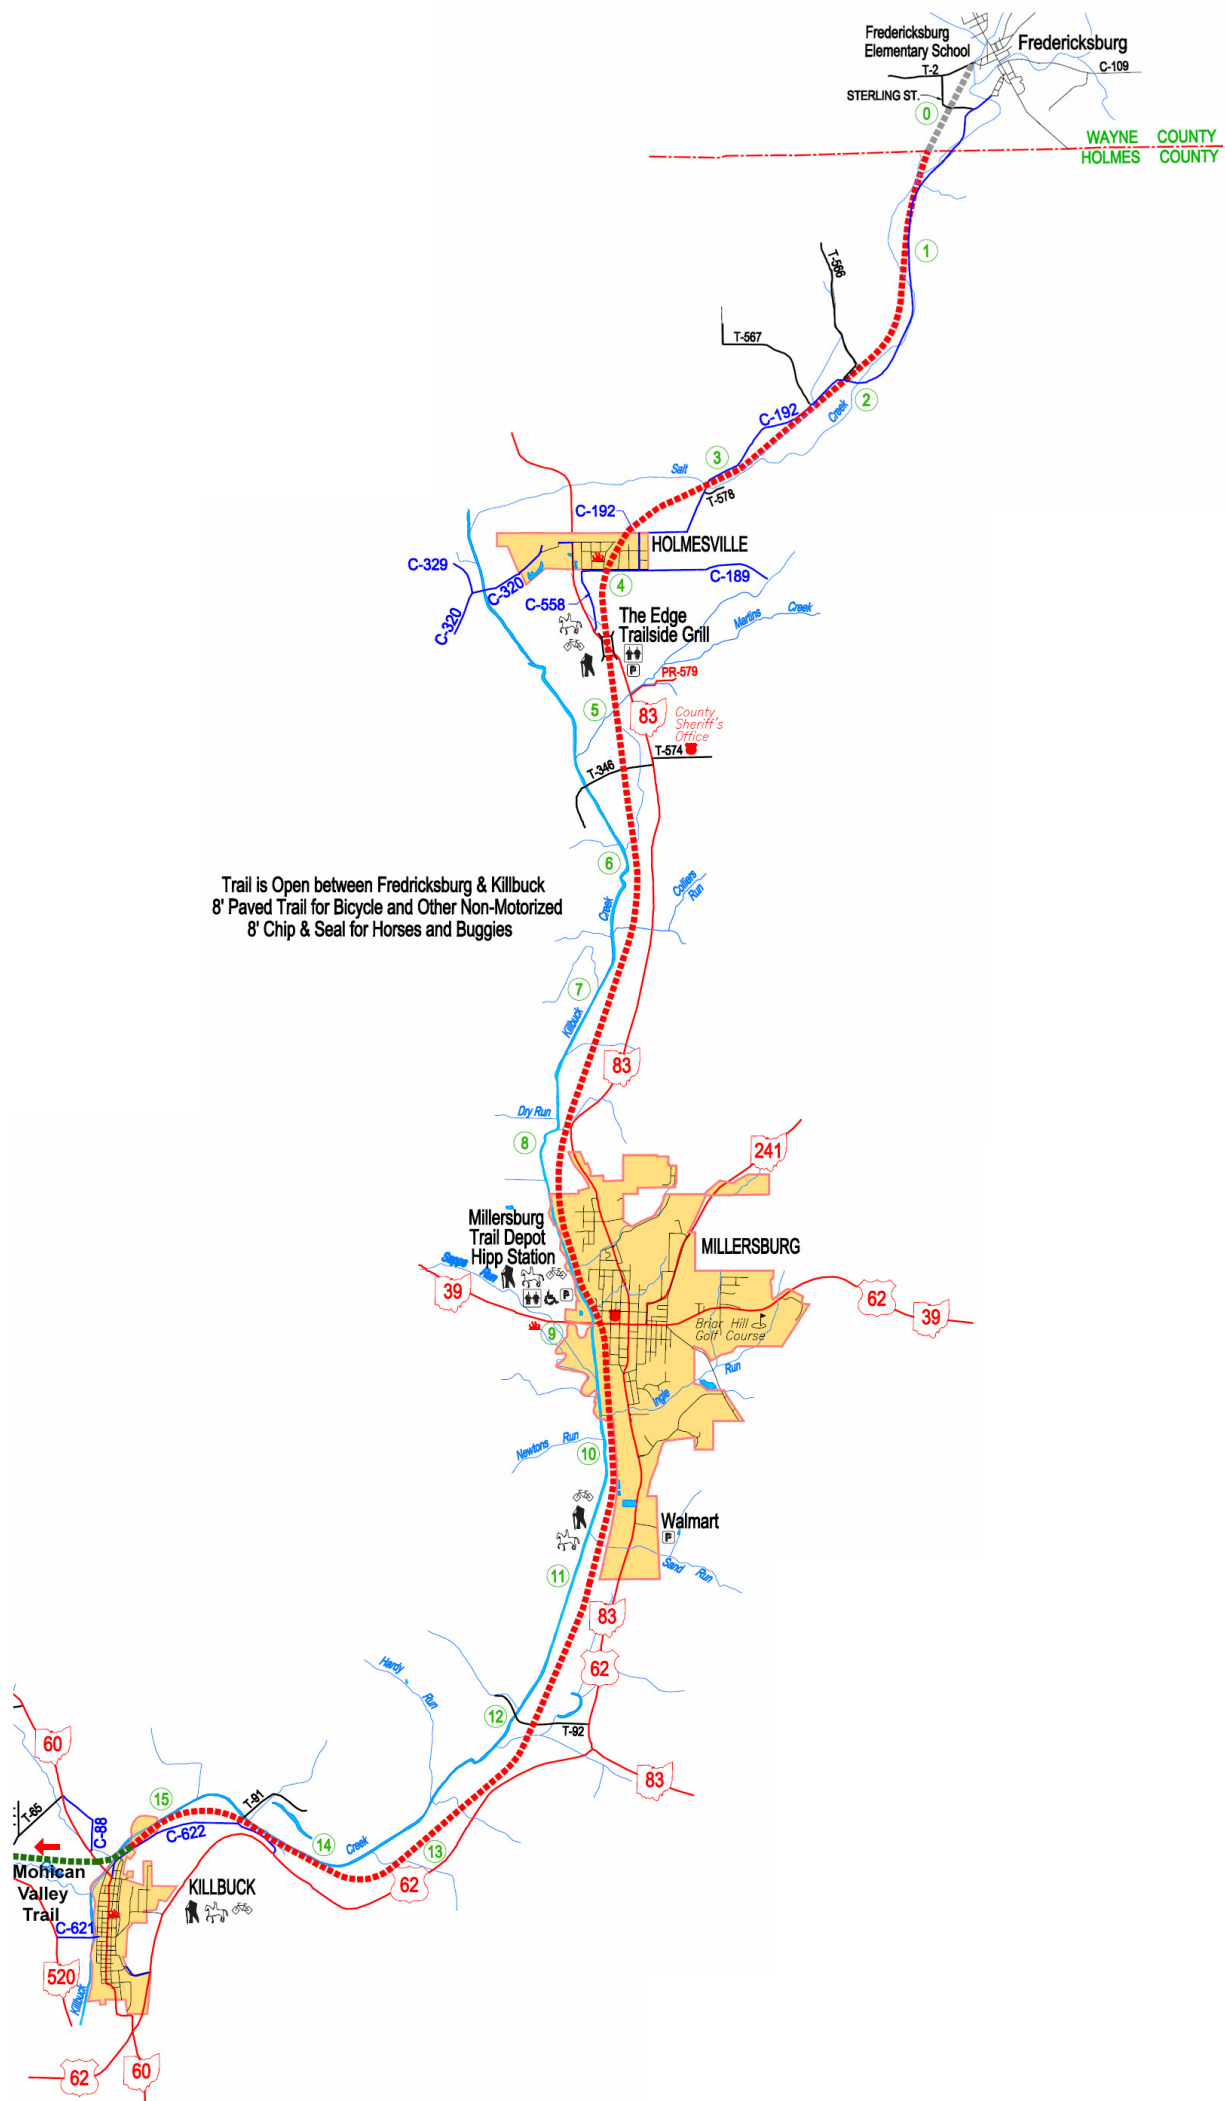 Fredericksburg
Elementary School
Fredericksburg
T-2
C-109
STERLING ST.
0
WAYNE COUNTY
HOLMES COUNTY
1
T-566
T-567
2
Creek
C-192
3
Salt
T-578
C-192
HOLMESVILLE
C-329
C-320
C-189
4
C-558
C-320
The Edge
Trailside Grill
Martins Creek
P
PR-579
5
83
County
Sheriff's
Office
T-574
T-346
6
Colliers
Run
Trail is Open between Fredricksburg & Killbuck
8' Paved Trail for Bicycle and Other Non-Motorized
8' Chip & Seal for Horses and Buggies
Creek
7
Killbuck
83
Dry Run
8
241
Millersburg
Trail Depot
Hipp Station
MILLERSBURG
Run
P
39
62
39
9
Briar Hill
Golf Course
Run
Ingle
Newtons Run
10
Walmart
P
Sand Run
11
83
62
Hardy
Run
12
T-92
60
83
T-91
15
T-65
C-88
C-622
14
Creek
13
Mohican
Valley
Trail
62
KILLBUCK
C-621
520
Killbuck
62
60